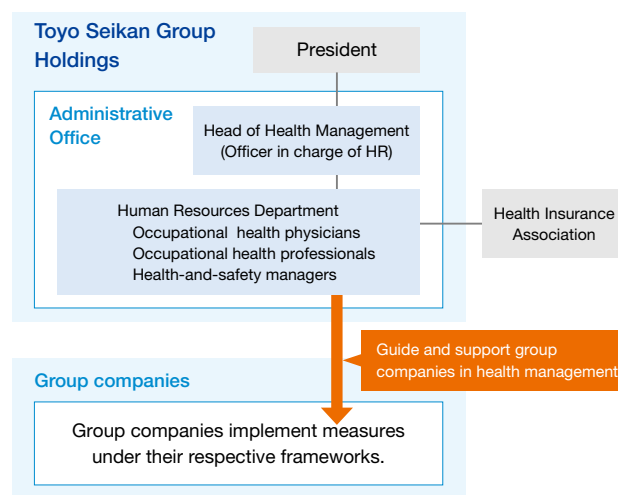 Toyo Seikan Group
Holdings
President
Administrative
Office
Head of Health Management
(Officer in charge of HR)
Human Resources Department
Occupational health physicians
Occupational health professionals
Health-and-safety managers
Health Insurance
Association
Guide and support group
companies in health management
Group companies
Group companies implement measures
under their respective frameworks.